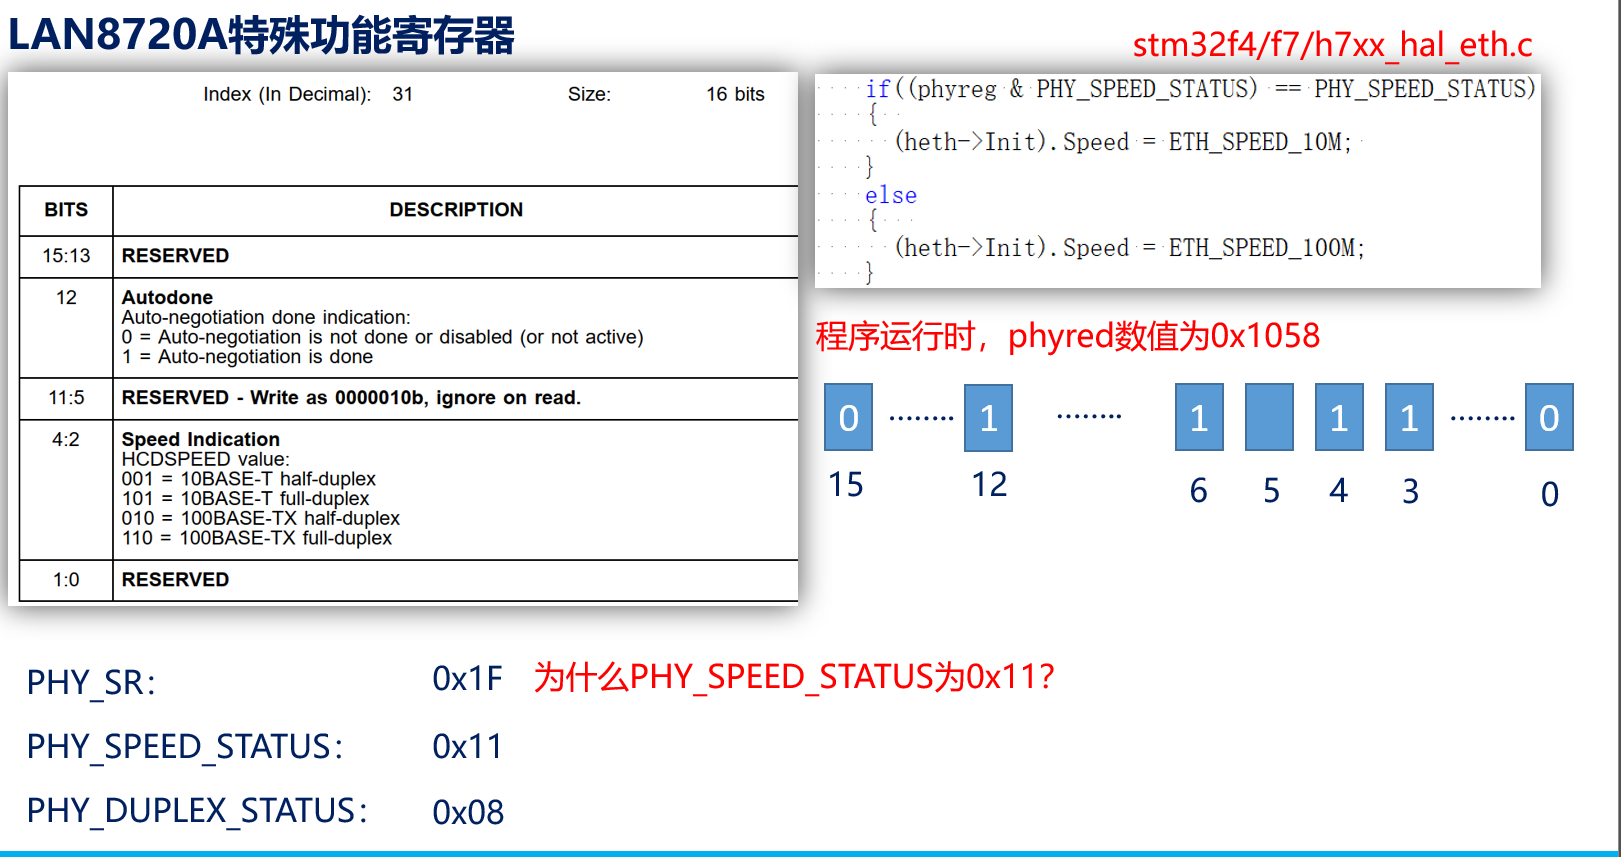 LAN8720A特殊功能寄存器
stm32f4/f7/h7xx_hal_eth.c
Index (In Decimal): 31 Size: 16 bits
BITS DESCRIPTION
15:13 RESERVED
12 Autodone
Auto-negotiation done indication:
0 = Auto-negotiation is not done or disabled (or not active)
1 = Auto-negotiation is done
11:5 RESERVED - Write as 0000010b, ignore on read.
4:2 Speed Indication
HCDSPEED value:
001 = 10BASE-T half-duplex
101 = 10BASE-T full-duplex
010 = 100BASE-TX half-duplex
110 = 100BASE-TX full-duplex
1:0 RESERVED
if((phyreg & PHY_SPEED_STATUS) == PHY_SPEED_STATUS)
{
(heth->Init).Speed = ETH_SPEED_10M;
}
else
{
(heth->Init).Speed = ETH_SPEED_100M;
}
程序运行时，phyred数值为0x1058
0 ........ 1 ........ 1 1 1 ........ 0
15 12 6 5 4 3 0
PHY_SR： 0x1F 为什么PHY_SPEED_STATUS为0x11？
PHY_SPEED_STATUS： 0x11
PHY_DUPLEX_STATUS： 0x08